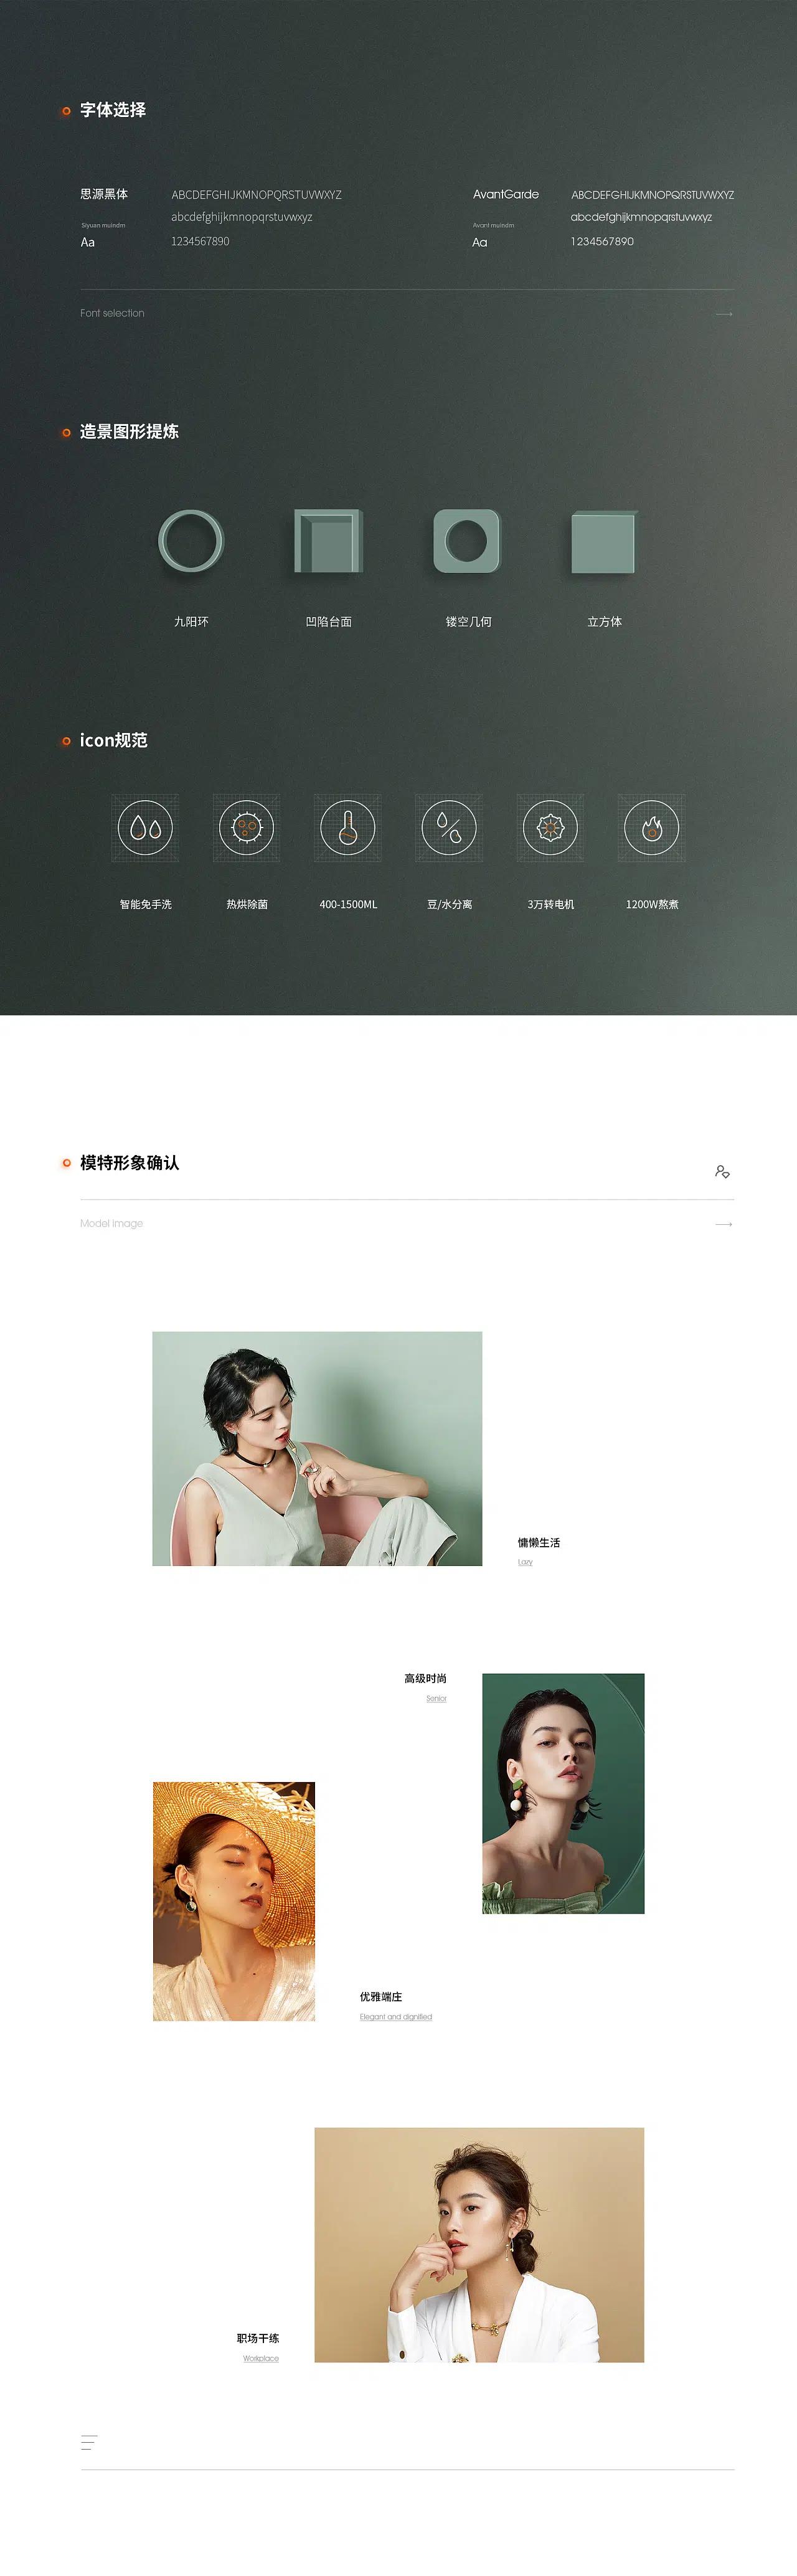 字体选择
思源黑体
Siyuan muindm
Aa
ABCDEFGHIJKMNOPQRSTUVWXYZ
abcdefghijkmnopqrstuvwxyz
1234567890
AvantGarde
Avant muindm
Aa
ABCDEFGHIJKMNOPQRSTUVWXYZ
abcdefghijkmnopqrstuvwxyz
1234567890
Font selection
造景图形提炼
九阳环
凹陷台面
镂空几何
立方体
icon规范
智能免手洗
热烘除菌
400-1500ML
豆/水分离
3万转电机
1200W熬煮
模特形象确认
Model image
慵懒生活
Lazy
高级时尚
Senior
优雅端庄
Elegant and dignified
职场干练
Workplace